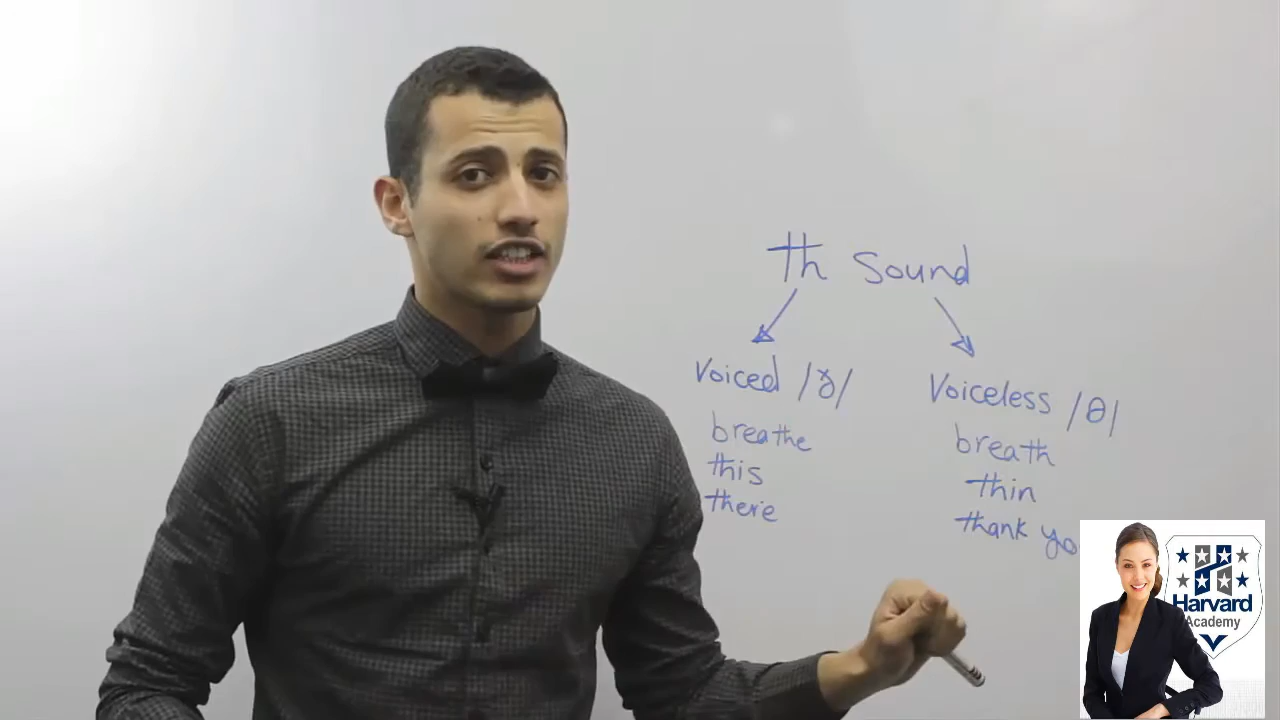 th sound
Voiced /ð/
breathe
this
there
Voiceless /θ/
breath
thin
thank yo
Harvard
Academy